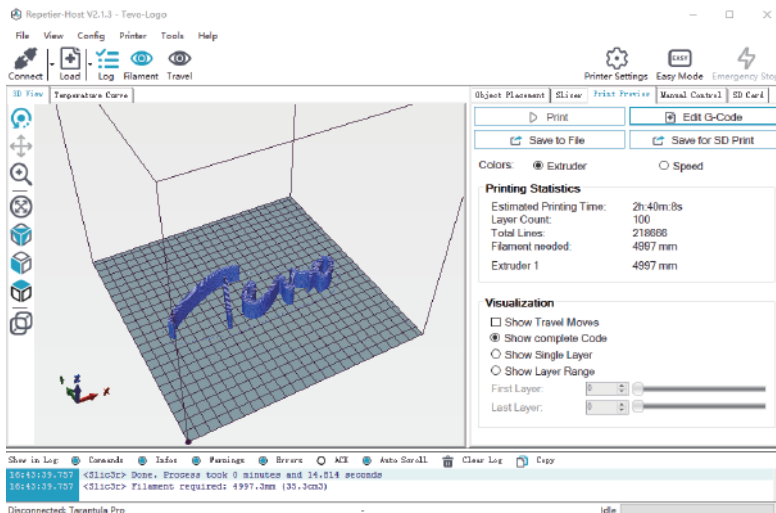 Repetier-Host V2.1.3 - Tevo-Logo
File View Config Printer Tools Help
Connect Load Log Filament Travel Printer Settings Easy Mode Emergency Stop
EASY
3D View Temperature Curve Object Placement Slicer Print Preview Manual Control SD Card
Print Edit G-Code
Save to File Save for SD Print
Colors: Extruder Speed
Printing Statistics
Estimated Printing Time: 2h:40m:8s
Layer Count: 100
Total Lines: 218666
Filament needed: 4997 mm
Extruder 1 4997 mm
Visualization
Show Travel Moves
Show complete Code
Show Single Layer
Show Layer Range
First Layer: 0
Last Layer: 0
Show in Log: Commands Infos Warnings Errors ACK Auto Scroll Clear Log Copy
16:43:39.757 <Slic3r> Done. Process took 0 minutes and 14.814 seconds
16:43:39.757 <Slic3r> Filament required: 4997.3mm (35.3cm3)
Disconnected: Tarantula Pro - Idle